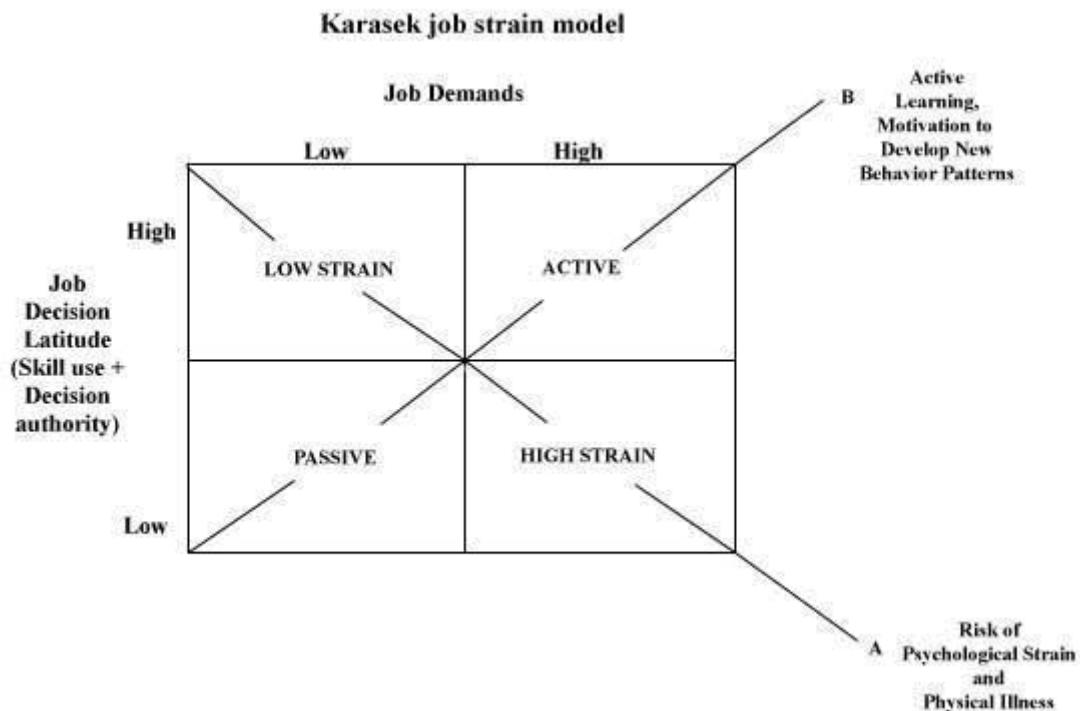 Karasek job strain model
Job Demands
Low
High
B
Active
Learning,
Motivation to
Develop New
Behavior Patterns
High
Job
Decision
Latitude
(Skill use +
Decision
authority)
Low
LOW STRAIN
ACTIVE
PASSIVE
HIGH STRAIN
A
Risk of
Psychological Strain
and
Physical Illness